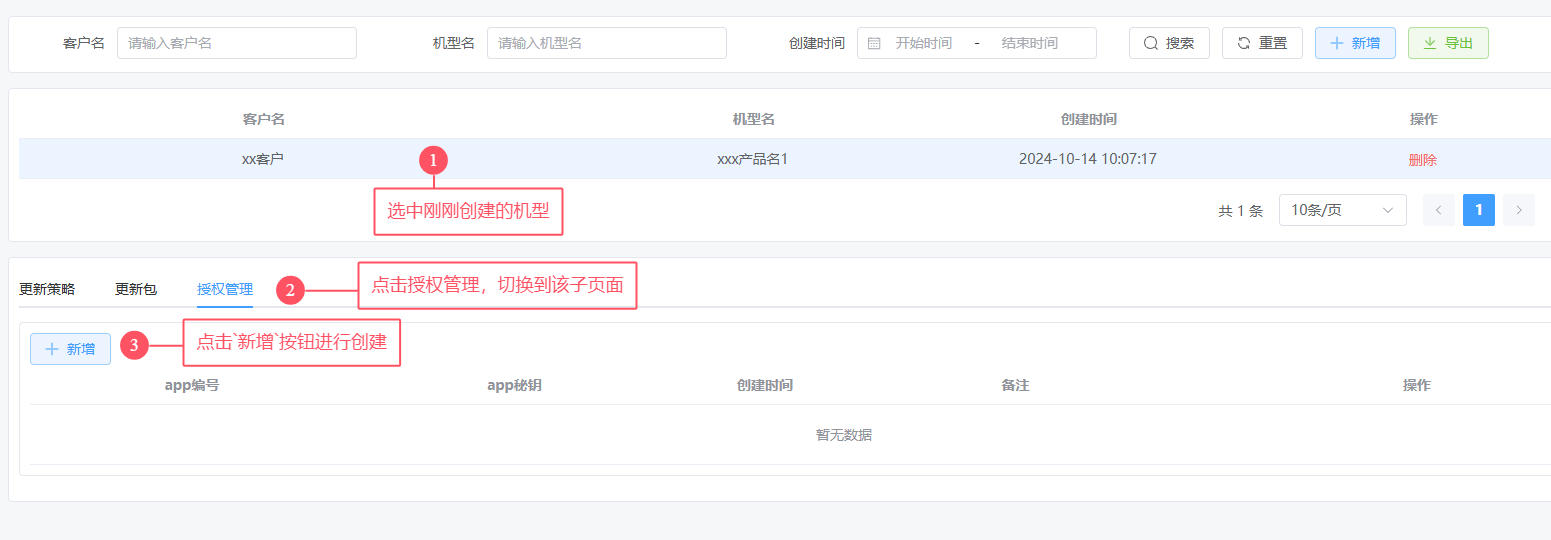 客户名 请输入客户名 机型名 请输入机型名 创建时间 开始时间 - 结束时间 搜索 重置 新增 导出
客户名 机型名 创建时间 操作
xx客户 1 xxx产品名1 2024-10-14 10:07:17 删除
选中刚刚创建的机型
共 1 条 10条/页 1
更新策略 更新包 授权管理 2 点击授权管理，切换到该子页面
新增 3 点击`新增`按钮进行创建
app编号 app秘钥 创建时间 备注 操作
暂无数据